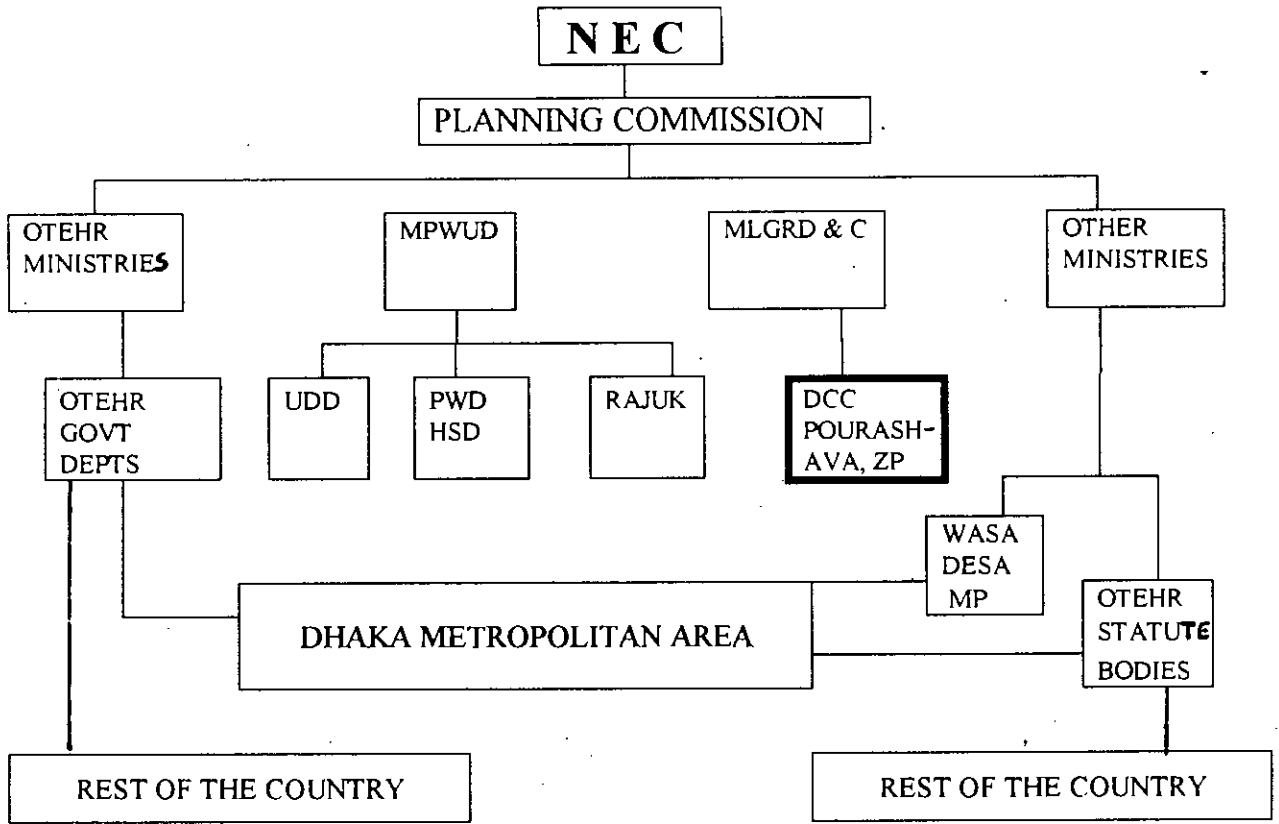 N E C
PLANNING COMMISSION
OTEHR
MINISTRIES
MPWUD
MLGRD & C
OTHER
MINISTRIES
OTEHR
GOVT
DEPTS
UDD
PWD
HSD
RAJUK
DCC
POURASH-
AVA, ZP
WASA
DESA
MP
OTEHR
STATUTE
BODIES
DHAKA METROPOLITAN AREA
REST OF THE COUNTRY
REST OF THE COUNTRY